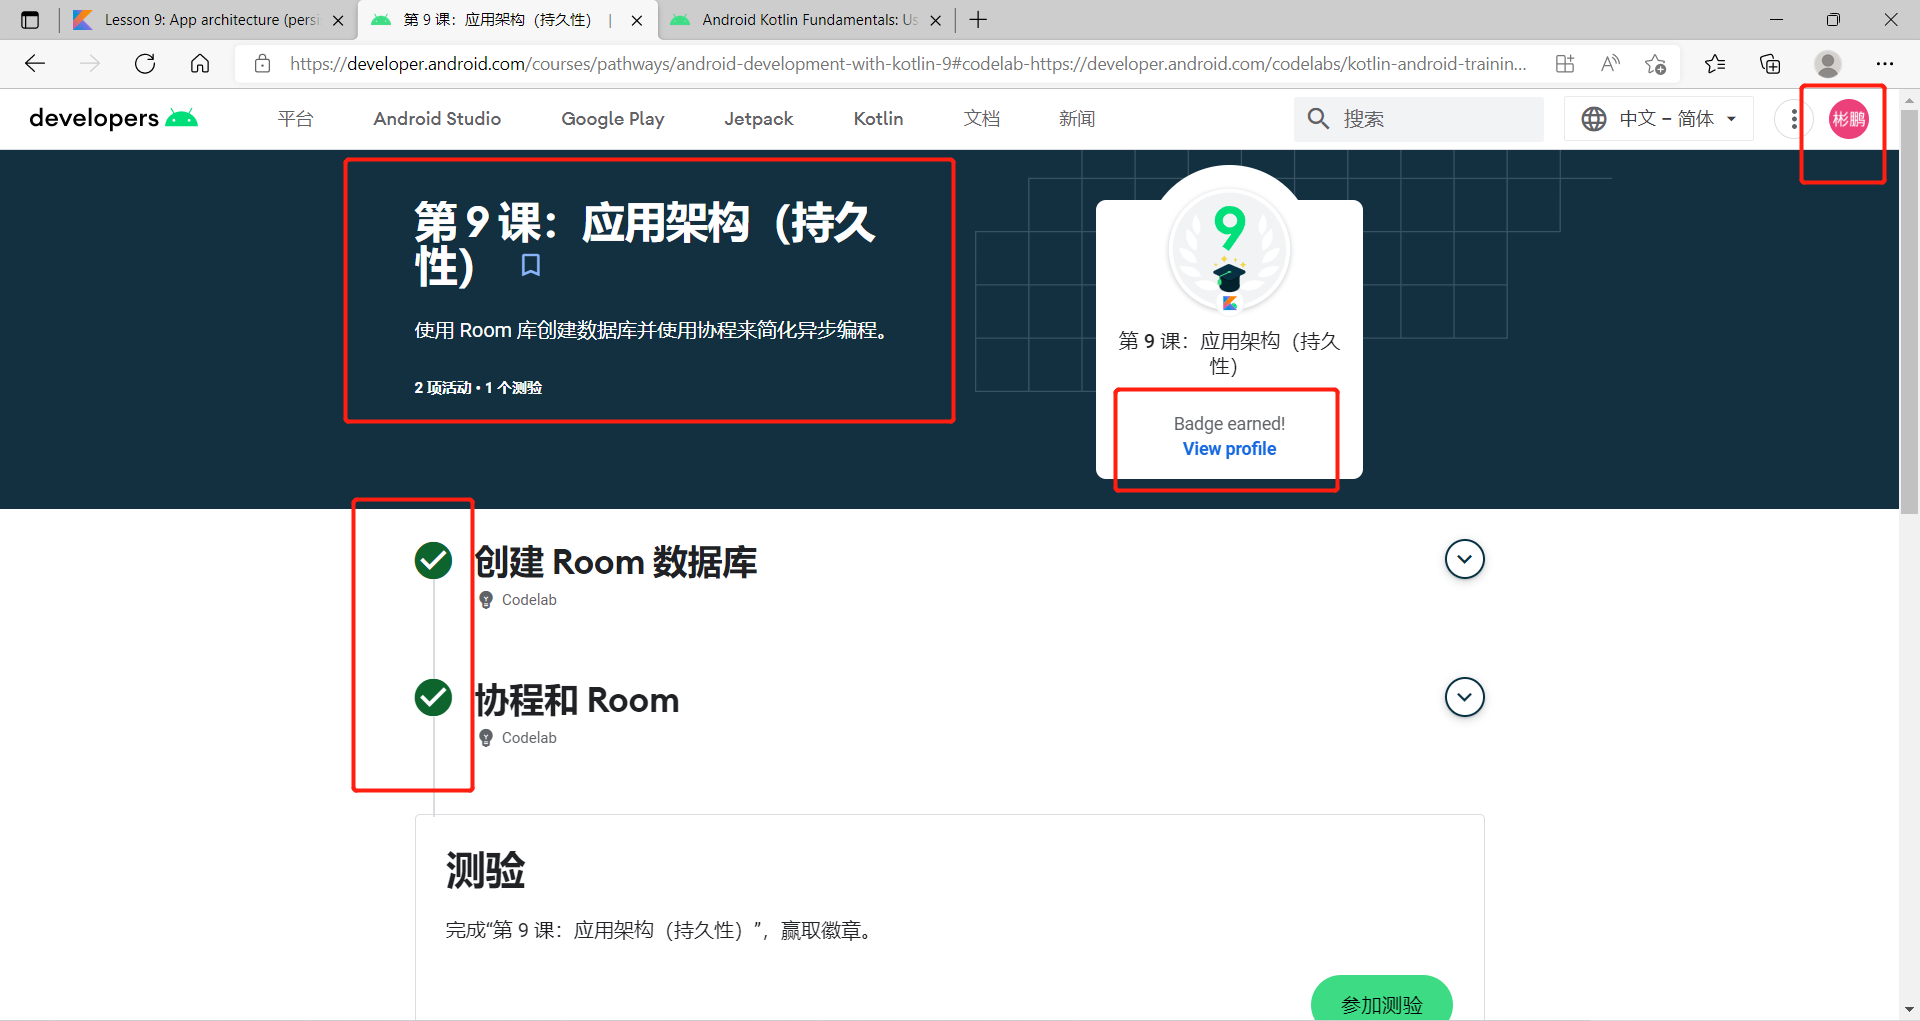 Lesson 9: App architecture (persi
第 9 课：应用架构（持久性） |
Android Kotlin Fundamentals: Us
https://developer.android.com/courses/pathways/android-development-with-kotlin-9#codelab-https://developer.android.com/codelabs/kotlin-android-trainin...
developers
平台
Android Studio
Google Play
Jetpack
Kotlin
文档
新闻
搜索
中文 – 简体
彬鹏
第 9 课：应用架构（持久
性）
使用 Room 库创建数据库并使用协程来简化异步编程。
2 项活动 • 1 个测验
9
第 9 课：应用架构（持久
性）
Badge earned!
View profile
创建 Room 数据库
Codelab
协程和 Room
Codelab
测验
完成“第 9 课：应用架构（持久性）”，赢取徽章。
参加测验